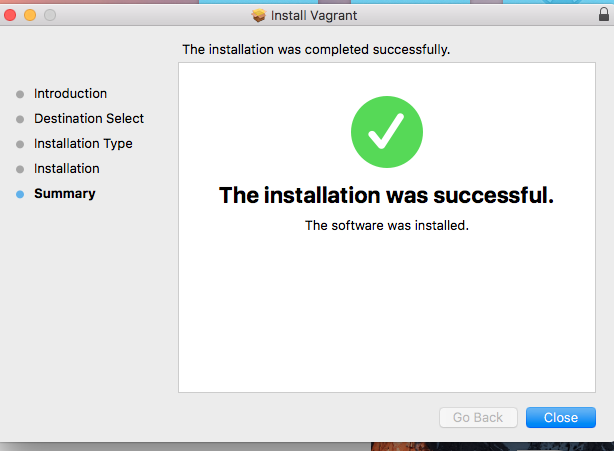 Install Vagrant
The installation was completed successfully.
Introduction
Destination Select
Installation Type
Installation
Summary
The installation was successful.
The software was installed.
Go Back
Close